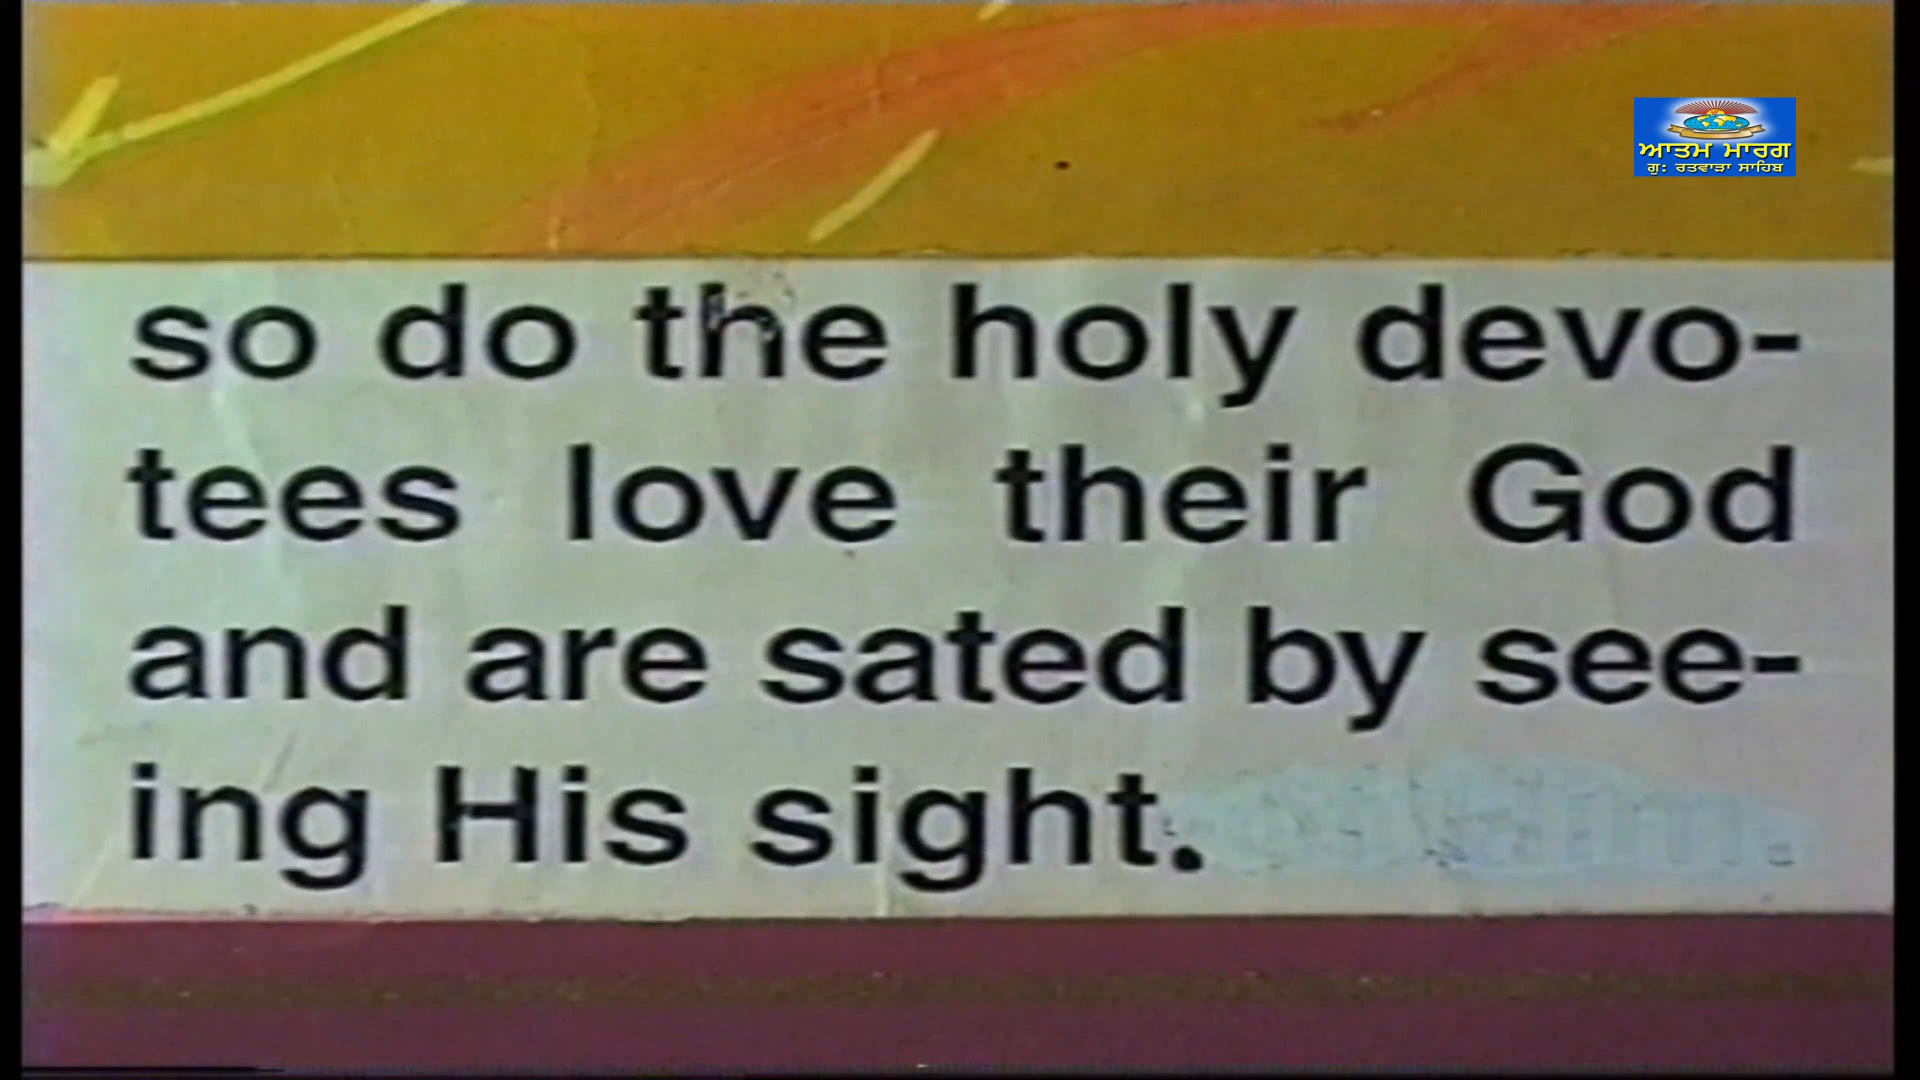 ਆਤਮ ਮਾਰਗ
ਗੁ: ਰਤਵਾੜਾ ਸਾਹਿਬ
so do the holy devo-
tees love their God
and are sated by see-
ing His sight.